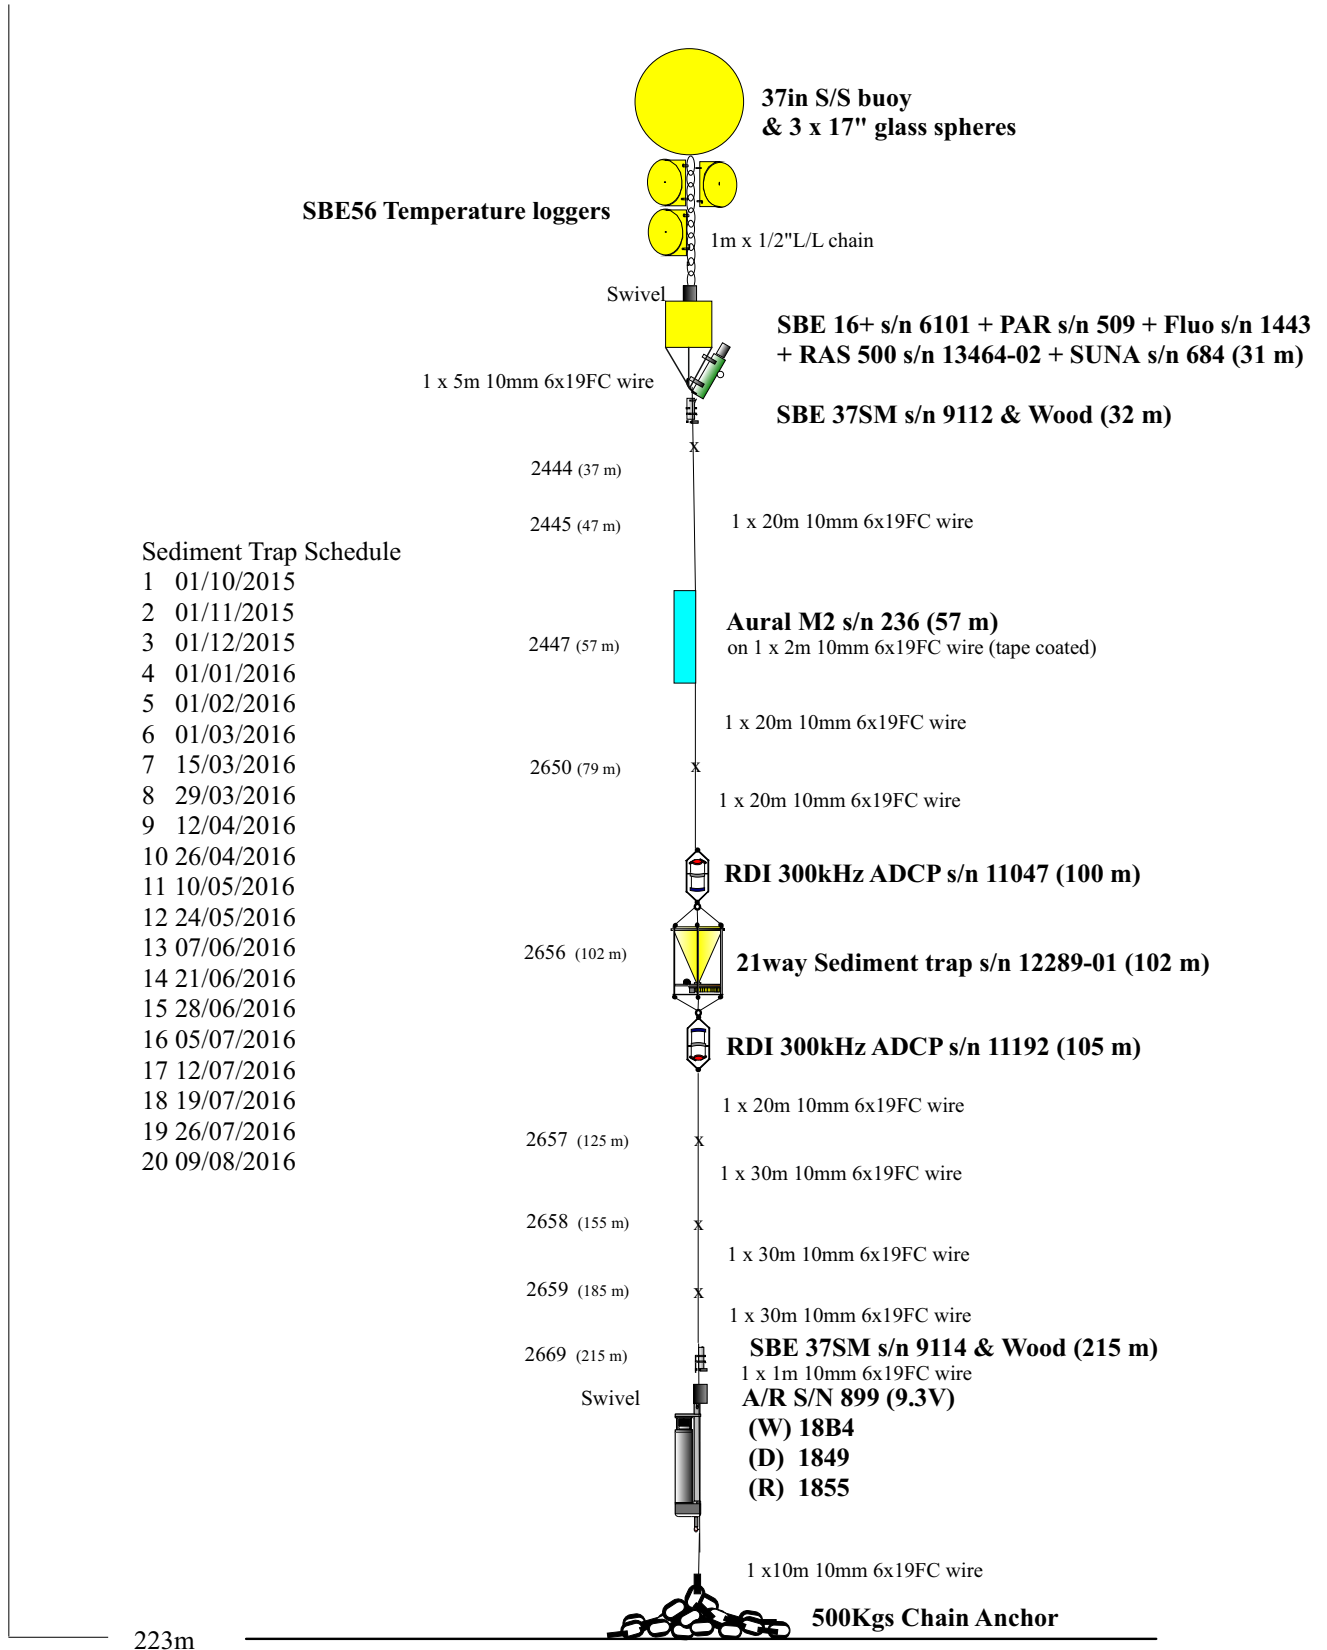 37in S/S buoy
& 3 x 17" glass spheres
SBE56 Temperature loggers
1m x 1/2"L/L chain
Swivel
SBE 16+ s/n 6101 + PAR s/n 509 + Fluo s/n 1443
+ RAS 500 s/n 13464-02 + SUNA s/n 684 (31 m)
1 x 5m 10mm 6x19FC wire
SBE 37SM s/n 9112 & Wood (32 m)
x
2444 (37 m)
2445 (47 m)
1 x 20m 10mm 6x19FC wire
Sediment Trap Schedule
1 01/10/2015
2 01/11/2015
3 01/12/2015
4 01/01/2016
5 01/02/2016
6 01/03/2016
7 15/03/2016
8 29/03/2016
9 12/04/2016
10 26/04/2016
11 10/05/2016
12 24/05/2016
13 07/06/2016
14 21/06/2016
15 28/06/2016
16 05/07/2016
17 12/07/2016
18 19/07/2016
19 26/07/2016
20 09/08/2016
Aural M2 s/n 236 (57 m)
2447 (57 m)
on 1 x 2m 10mm 6x19FC wire (tape coated)
1 x 20m 10mm 6x19FC wire
2650 (79 m)
x
1 x 20m 10mm 6x19FC wire
RDI 300kHz ADCP s/n 11047 (100 m)
2656 (102 m)
21way Sediment trap s/n 12289-01 (102 m)
RDI 300kHz ADCP s/n 11192 (105 m)
1 x 20m 10mm 6x19FC wire
2657 (125 m)
x
1 x 30m 10mm 6x19FC wire
2658 (155 m)
x
1 x 30m 10mm 6x19FC wire
2659 (185 m)
x
1 x 30m 10mm 6x19FC wire
2669 (215 m)
SBE 37SM s/n 9114 & Wood (215 m)
1 x 1m 10mm 6x19FC wire
Swivel
A/R S/N 899 (9.3V)
(W) 18B4
(D) 1849
(R) 1855
1 x10m 10mm 6x19FC wire
500Kgs Chain Anchor
223m